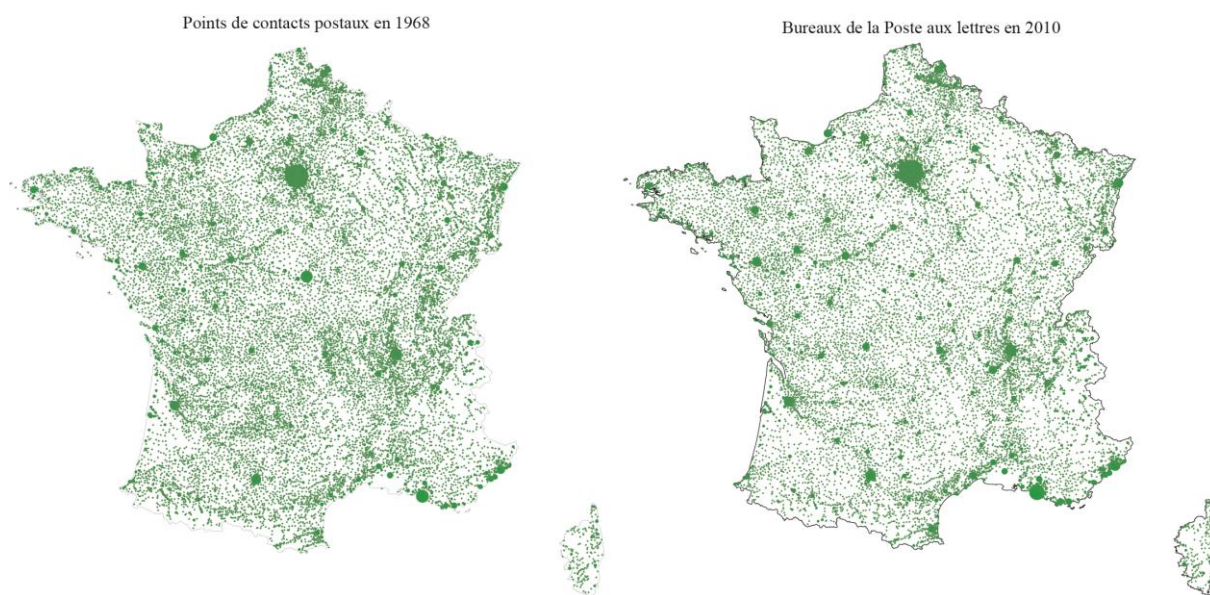 Points de contacts postaux en 1968
Bureaux de la Poste aux lettres en 2010